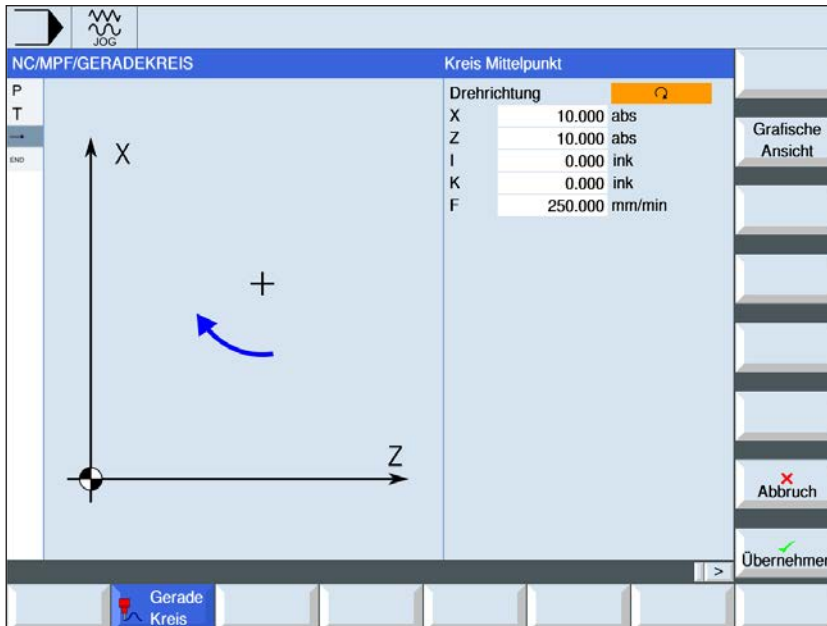 JOG
NC/MPF/GERADEKREIS
Kreis Mittelpunkt
P
T
END
X
Z
Drehrichtung
X 10.000 abs
Z 10.000 abs
I 0.000 ink
K 0.000 ink
F 250.000 mm/min
Grafische
Ansicht
Abbruch
Übernehmen
>
Gerade
Kreis